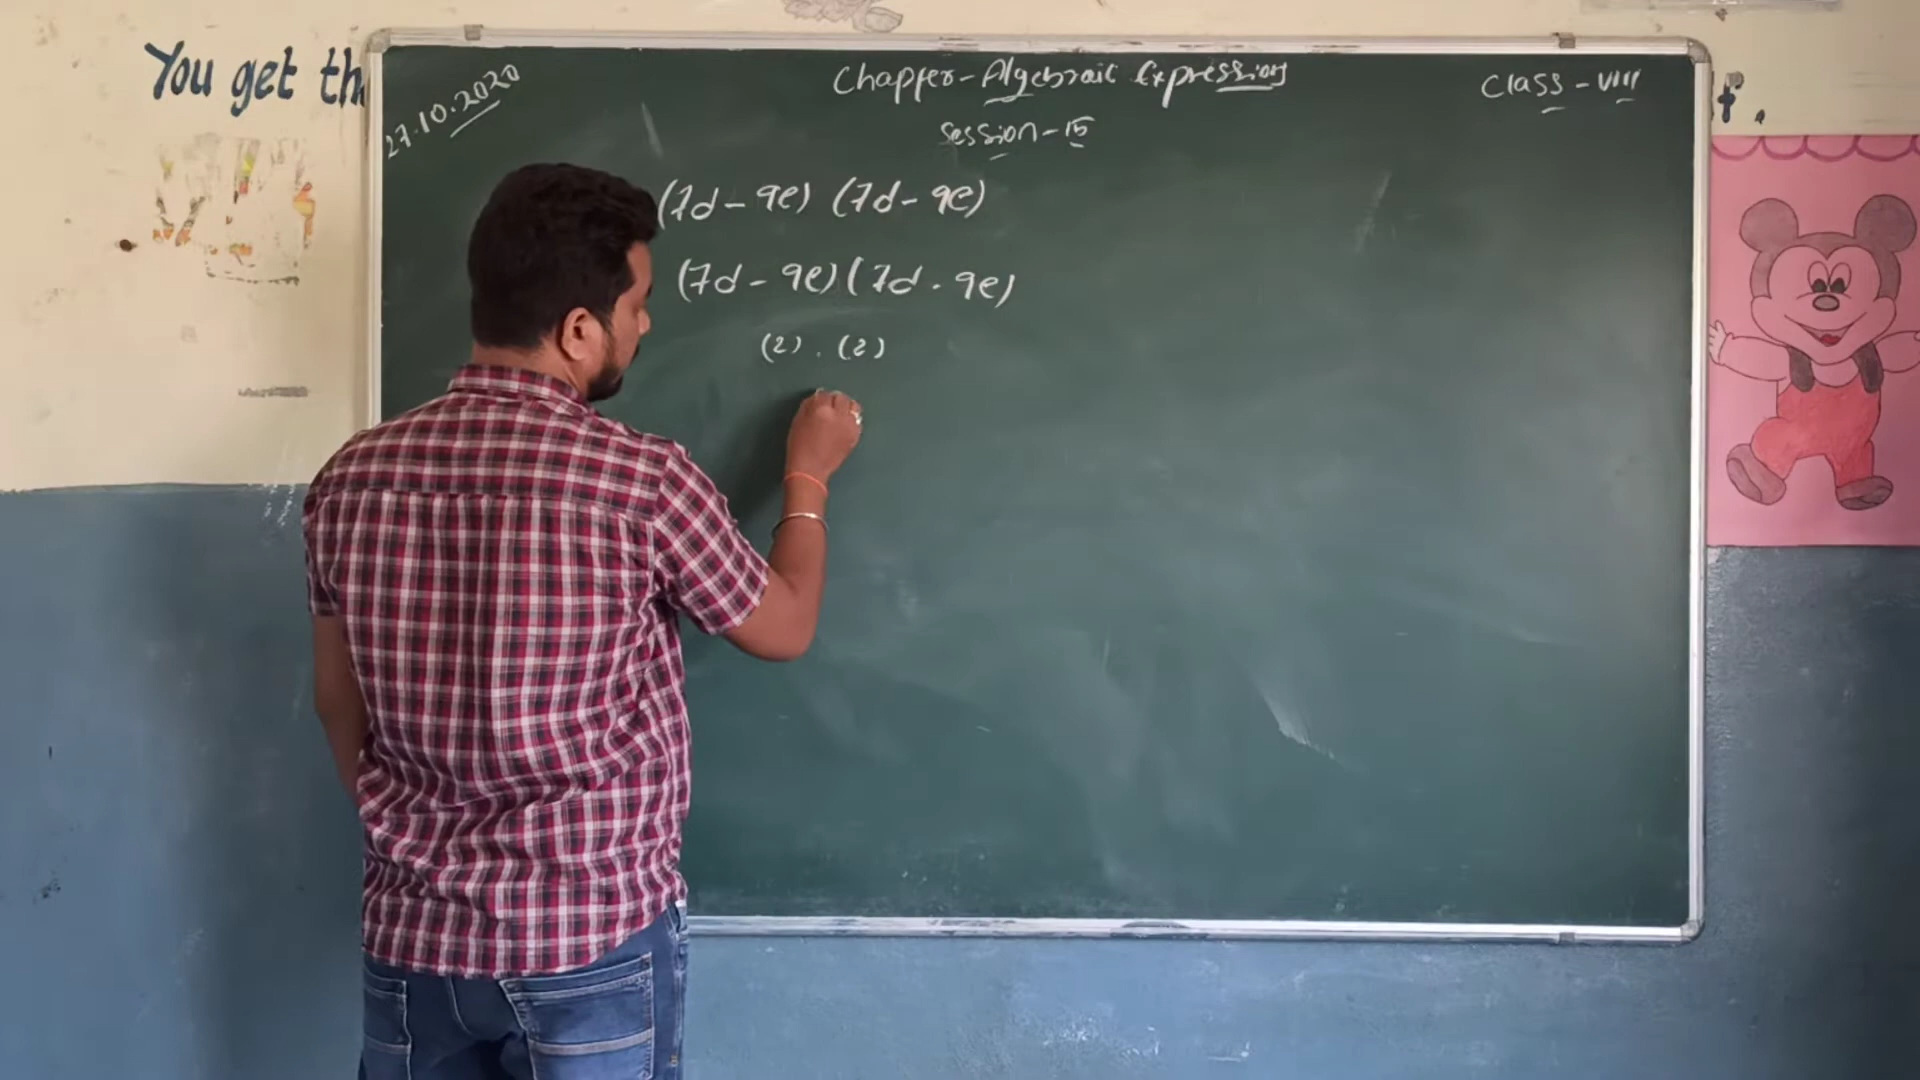 You get th
t.
27.10.2020
Chapter-Algebraic Expressions
Class-VIII
Session-15
(7d-9e) (7d-9e)
(7d-9e)(7d-9e)
(2) . (2)